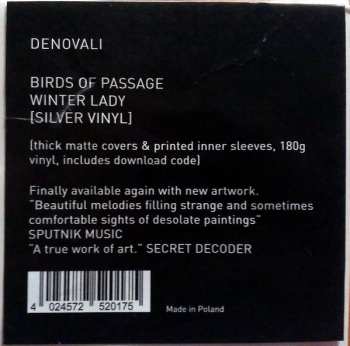 DENOVALI
BIRDS OF PASSAGE
WINTER LADY
[SILVER VINYL]
(thick matte covers & printed inner sleeves, 180g
vinyl, includes download code)
Finally available again with new artwork.
"Beautiful melodies filling strange and sometimes
comfortable sights of desolate paintings"
SPUTNIK MUSIC
"A true work of art." SECRET DECODER
4 024572 520175
Made in Poland